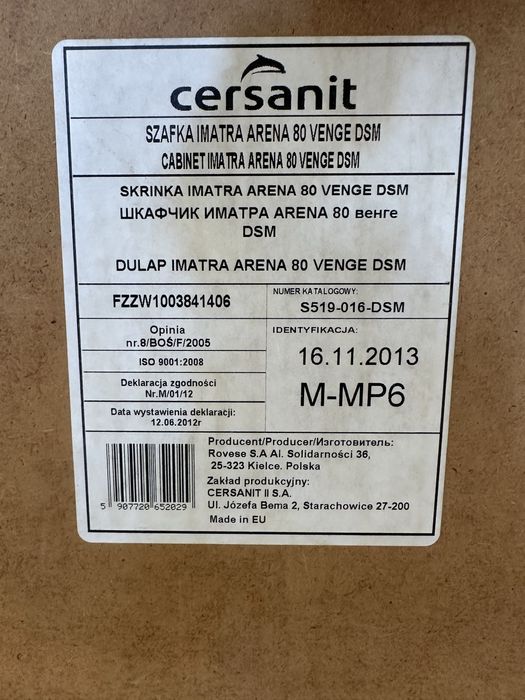 cersanit
SZAFKA IMATRA ARENA 80 VENGE DSM
CABINET IMATRA ARENA 80 VENGE DSM
SKRINKA IMATRA ARENA 80 VENGE DSM
ШКАФЧИК ИМАТРА ARENA 80 венге
DSM
DULAP IMATRA ARENA 80 VENGE DSM
FZZW1003841406
NUMER KATALOGOWY:
S519-016-DSM
Opinia
nr.8/BOŚ/F/2005
ISO 9001:2008
Deklaracja zgodności
Nr.M/01/12
Data wystawienia deklaracji:
12.06.2012r
IDENTYFIKACJA:
16.11.2013
M-MP6
5 907720 652029
Producent/Producer/Изготовитель:
Rovese S.A Al. Solidarności 36,
25-323 Kielce. Polska
Zakład produkcyjny:
CERSANIT II S.A.
Ul. Józefa Bema 2, Starachowice 27-200
Made in EU